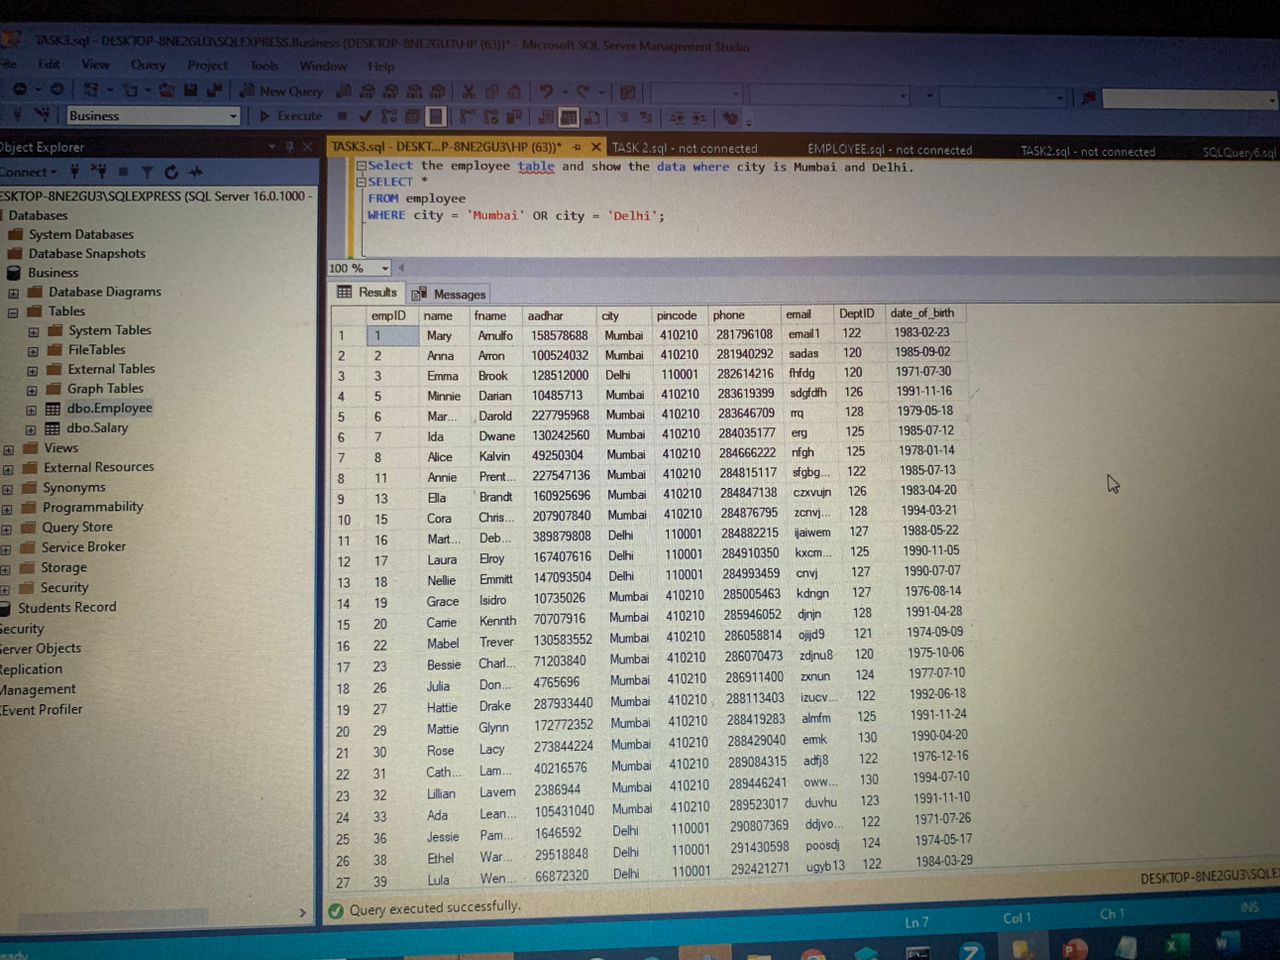 TASK3.sql - DESKTOP-8NE2GU3\SQLEXPRESS.Business (DESKTOP-8NE2GU3\HP (63))* - Microsoft SQL Server Management Studio
File Edit View Query Project Tools Window Help
New Query
Business Execute
Object Explorer
TASK3.sql - DESKT...P-8NE2GU3\HP (63))* TASK 2.sql - not connected EMPLOYEE.sql - not connected TASK2.sql - not connected SQLQuery6.sql
Connect
ESKTOP-8NE2GU3\SQLEXPRESS (SQL Server 16.0.1000 -
Databases
System Databases
Database Snapshots
Business
Database Diagrams
Tables
System Tables
FileTables
External Tables
Graph Tables
dbo.Employee
dbo.Salary
Views
External Resources
Synonyms
Programmability
Query Store
Service Broker
Storage
Security
Students Record
Security
Server Objects
Replication
Management
XEvent Profiler
Select the employee table and show the data where city is Mumbai and Delhi.
SELECT *
FROM employee
WHERE city = 'Mumbai' OR city = 'Delhi';
100 %
Results Messages
empID name fname aadhar city pincode phone email DeptID date_of_birth
1 1 Mary Arnulfo 158578688 Mumbai 410210 281796108 email1 122 1983-02-23
2 2 Anna Arron 100524032 Mumbai 410210 281940292 sadas 120 1985-09-02
3 3 Emma Brook 128512000 Delhi 110001 282614216 fhfdg 120 1971-07-30
4 5 Minnie Darian 10485713 Mumbai 410210 283619399 sdgfdfh 126 1991-11-16
5 6 Mar... Darold 227795968 Mumbai 410210 283646709 rrq 128 1979-05-18
6 7 Ida Dwane 130242560 Mumbai 410210 284035177 erg 125 1985-07-12
7 8 Alice Kalvin 49250304 Mumbai 410210 284666222 nfgh 125 1978-01-14
8 11 Annie Prent... 227547136 Mumbai 410210 284815117 sfgbg... 122 1985-07-13
9 13 Ella Brandt 160925696 Mumbai 410210 284847138 czxvujn 126 1983-04-20
10 15 Cora Chris... 207907840 Mumbai 410210 284876795 zcnvj... 128 1994-03-21
11 16 Mart... Deb... 389879808 Delhi 110001 284882215 ijaiwem 127 1988-05-22
12 17 Laura Elroy 167407616 Delhi 110001 284910350 kxcm... 125 1990-11-05
13 18 Nellie Emmitt 147093504 Delhi 110001 284993459 cnvj 127 1990-07-07
14 19 Grace Isidro 10735026 Mumbai 410210 285005463 kdngn 127 1976-08-14
15 20 Carrie Kennth 70707916 Mumbai 410210 285946052 djnjn 128 1991-04-28
16 22 Mabel Trever 130583552 Mumbai 410210 286058814 ojijd9 121 1974-09-09
17 23 Bessie Charl... 71203840 Mumbai 410210 286070473 zdjnu8 120 1975-10-06
18 26 Julia Don... 4765696 Mumbai 410210 286911400 zxnun 124 1977-07-10
19 27 Hattie Drake 287933440 Mumbai 410210 288113403 izucv... 122 1992-06-18
20 29 Mattie Glynn 172772352 Mumbai 410210 288419283 almfm 125 1991-11-24
21 30 Rose Lacy 273844224 Mumbai 410210 288429040 ermk 130 1990-04-20
22 31 Cath... Lam... 40216576 Mumbai 410210 289084315 adfj8 122 1976-12-16
23 32 Lillian Lavern 2386944 Mumbai 410210 289446241 oww... 130 1994-07-10
24 33 Ada Lean... 105431040 Mumbai 410210 289523017 duvhu 123 1991-11-10
25 36 Jessie Pam... 1646592 Delhi 110001 290807369 ddjvo... 122 1971-07-26
26 38 Ethel War... 29518848 Delhi 110001 291430598 poosdj 124 1974-05-17
27 39 Lula Wen... 66872320 Delhi 110001 292421271 ugyb13 122 1984-03-29
Query executed successfully. DESKTOP-8NE2GU3\SQLE
Ready Ln 7 Col 1 Ch 1 INS